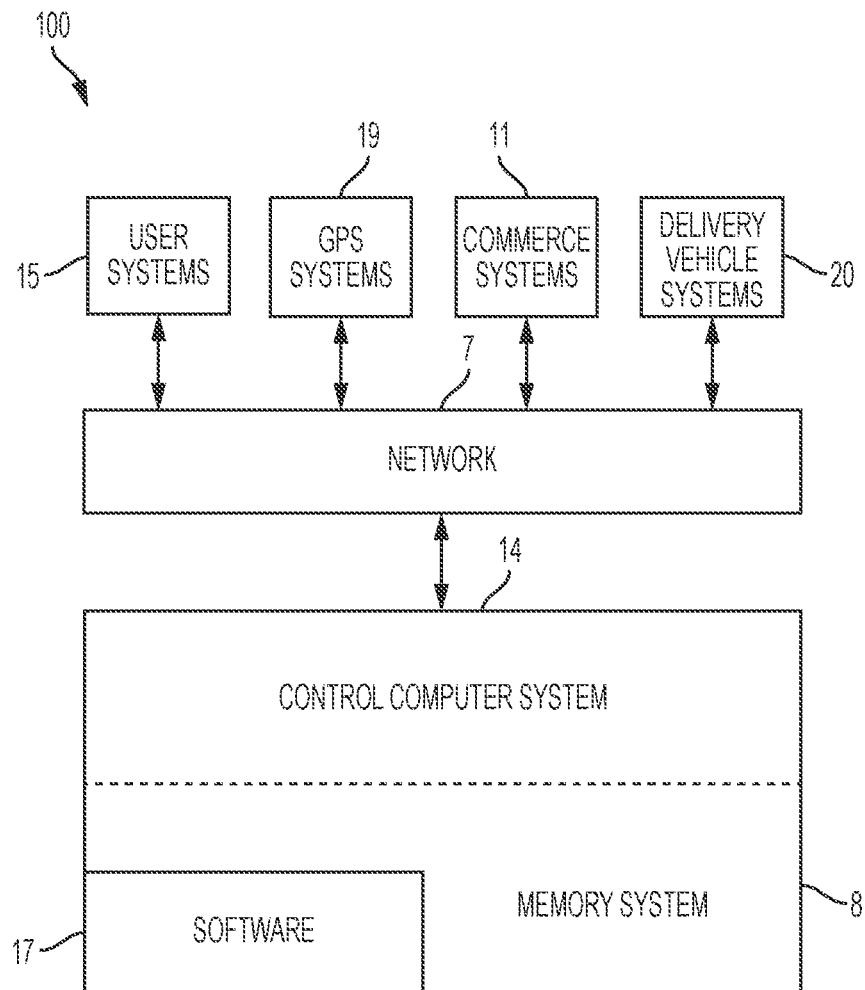 100
19
11
USER
SYSTEMS
GPS
SYSTEMS
COMMERCE
SYSTEMS
DELIVERY
VEHICLE
SYSTEMS
15
20
7
NETWORK
14
CONTROL COMPUTER SYSTEM
MEMORY SYSTEM
8
SOFTWARE
17